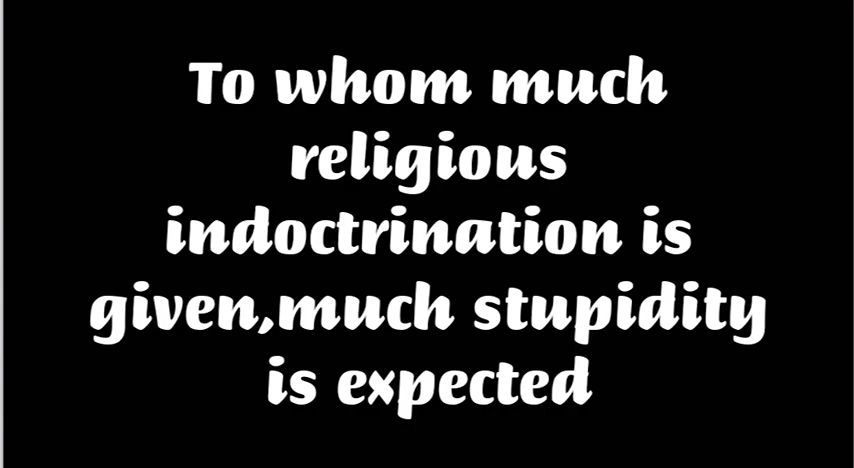 To whom much
religious
indoctrination is
given,much stupidity
is expected